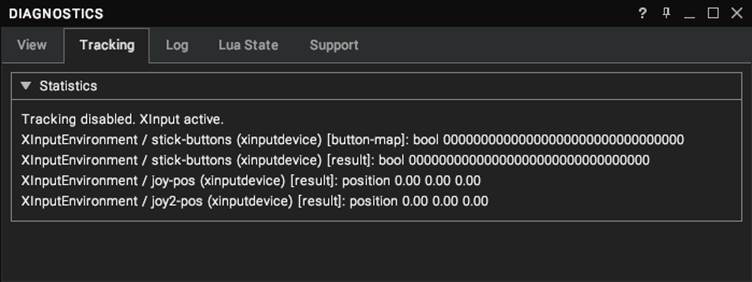 DIAGNOSTICS
?
View Tracking Log Lua State Support
Statistics
Tracking disabled. XInput active.
XInputEnvironment / stick-buttons (xinputdevice) [button-map]: bool 00000000000000000000000000000000
XInputEnvironment / stick-buttons (xinputdevice) [result]: bool 00000000000000000000000000000000
XInputEnvironment / joy-pos (xinputdevice) [result]: position 0.00 0.00 0.00
XInputEnvironment / joy2-pos (xinputdevice) [result]: position 0.00 0.00 0.00